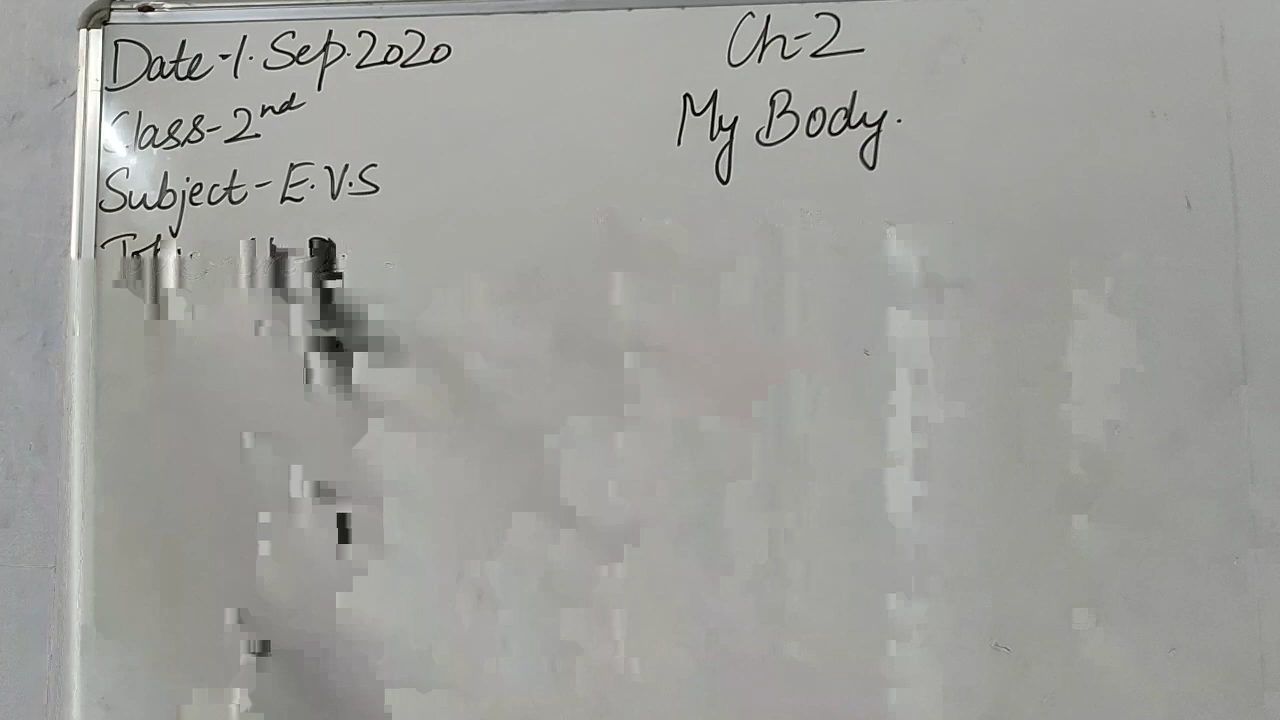 Date-1.Sep.2020
Class-2nd
Subject-E.V.S
Ch-2
My Body.